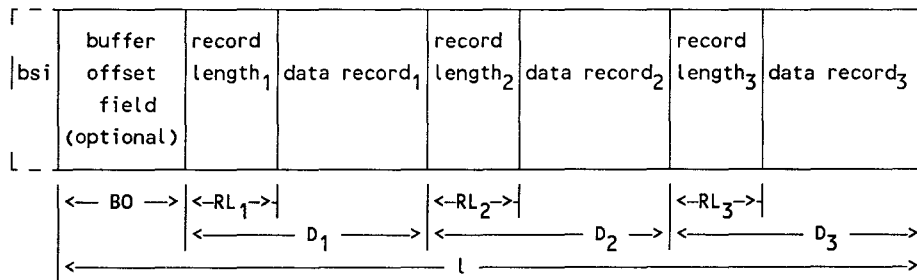 buffer record record record
bsi offset length₁ data record₁ length₂ data record₂ length₃ data record₃
field
(optional)
<— BO —> <—RL₁—> <—RL₂—> <—RL₃—>
<— D₁ —> <— D₂ —> <— D₃ —>
<— l —>